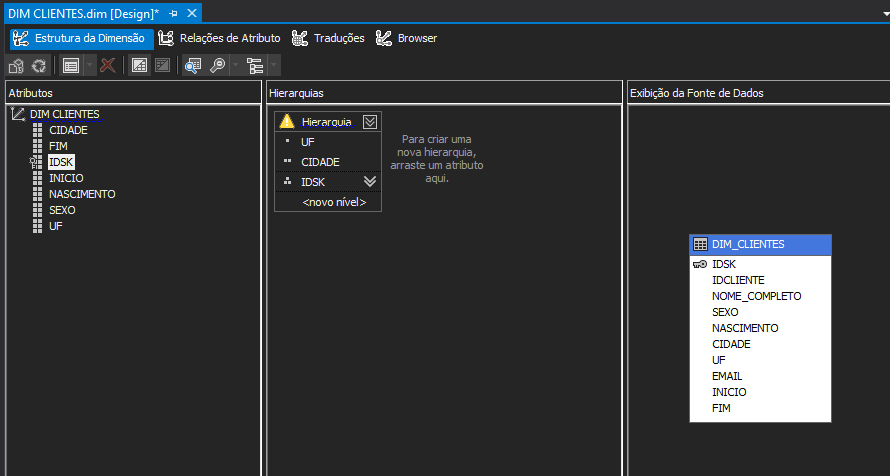 DIM CLIENTES.dim [Design]*
Estrutura da Dimensão Relações de Atributo Traduções Browser
Atributos
DIM CLIENTES
CIDADE
FIM
IDSK
INICIO
NASCIMENTO
SEXO
UF
Hierarquias
Hierarquia
UF
CIDADE
IDSK
<novo nível>
Para criar uma
nova hierarquia,
arraste um atributo
aqui.
Exibição da Fonte de Dados
DIM_CLIENTES
IDSK
IDCLIENTE
NOME_COMPLETO
SEXO
NASCIMENTO
CIDADE
UF
EMAIL
INICIO
FIM